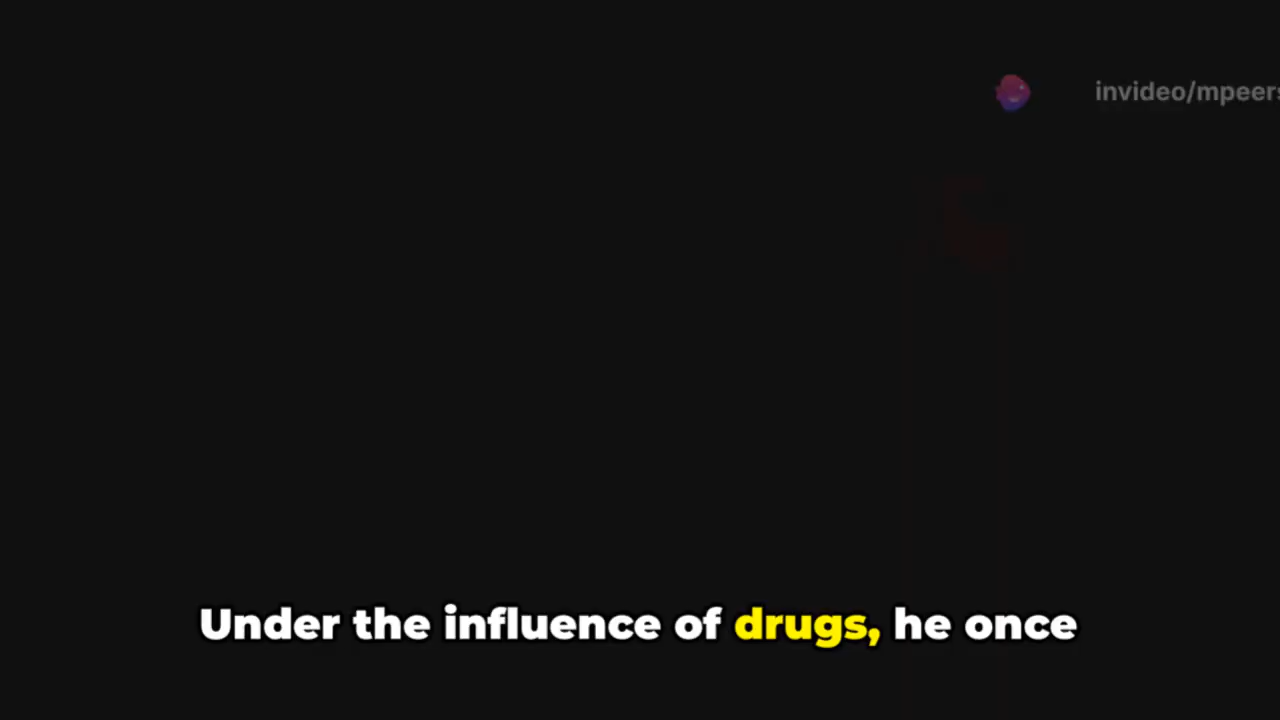 invideo/mpeers
Under the influence of drugs, he once